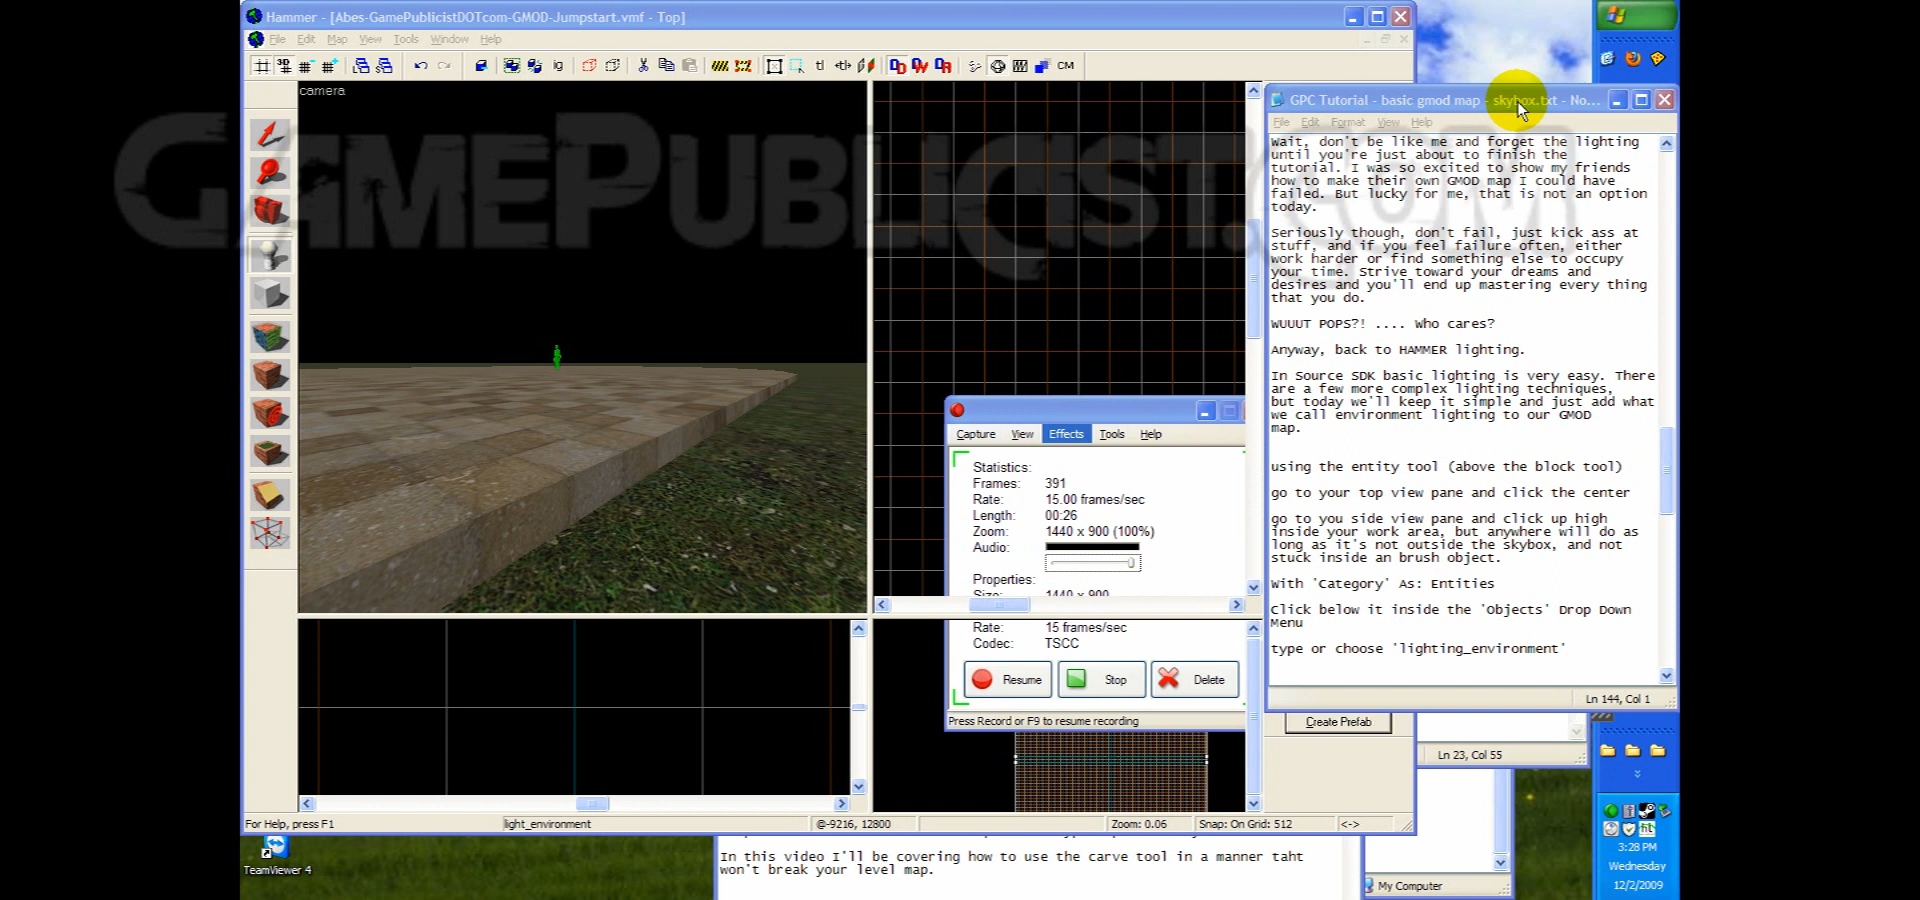 Hammer - [Abes-GamePublicistDOTcom-GMOD-Jumpstart.vmf - Top]
File Edit Map View Tools Window Help
3D
ig
tl
CM
camera
GAMEPUBLICIST.COM
GPC Tutorial - basic gmod map - skybox.txt - No...
File Edit Format View Help
Wait, don't be like me and forget the lighting
until you're just about to finish the
tutorial. I was so excited to show my friends
how to make their own GMOD map I could have
failed. But lucky for me, that is not an option
today.
Seriously though, don't fail, just kick ass at
stuff, and if you feel failure often, either
work harder or find something else to occupy
your time. Strive toward your dreams and
desires and you'll end up mastering every thing
that you do.
WUUUT POPS?! .... Who cares?
Anyway, back to HAMMER lighting.
In Source SDK basic lighting is very easy. There
are a few more complex lighting techniques,
but today we'll keep it simple and just add what
we call environment lighting to our GMOD
map.
using the entity tool (above the block tool)
go to your top view pane and click the center
go to you side view pane and click up high
inside your work area, but anywhere will do as
long as it's not outside the skybox, and not
stuck inside an brush object.
With 'Category' As: Entities
Click below it inside the 'Objects' Drop Down
Menu
type or choose 'lighting_environment'
Ln 144, Col 1
Capture View Effects Tools Help
Statistics:
Frames: 391
Rate: 15.00 frames/sec
Length: 00:26
Zoom: 1440 x 900 (100%)
Audio:
Properties:
Size: 1440 x 900
Rate: 15 frames/sec
Codec: TSCC
Resume Stop Delete
Press Record or F9 to resume recording
Create Prefab
Ln 23, Col 55
For Help, press F1
light_environment
@-9216, 12800
Zoom: 0.06
Snap: On Grid: 512
<->
TeamViewer 4
In this video I'll be covering how to use the carve tool in a manner taht
won't break your level map.
My Computer
3:28 PM
Wednesday
12/2/2009